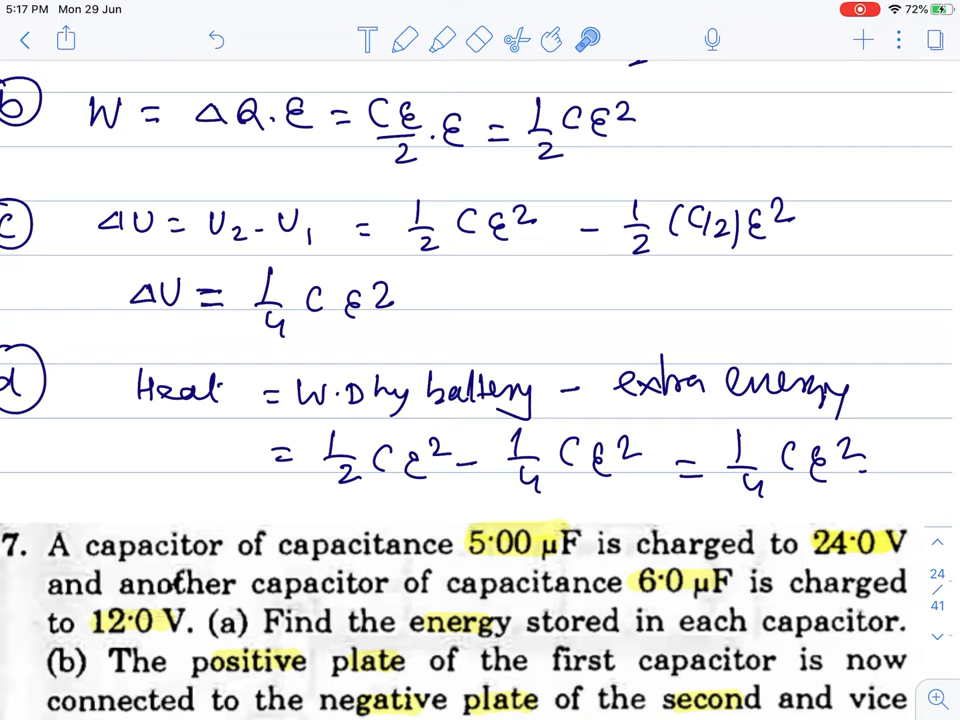 5:17 PM Mon 29 Jun 72%
T
b W = ΔQ.ε = Cε/2 .ε = 1/2 Cε²
c ΔU = U₂ - U₁ = 1/2 Cε² - 1/2 (C/2)ε²
ΔU = 1/4 Cε²
d Heat = W.D by battery - extra energy
= 1/2 Cε² - 1/4 Cε² = 1/4 Cε².
7. A capacitor of capacitance 5·00 μF is charged to 24·0 V
24
and another capacitor of capacitance 6·0 μF is charged
/
41
to 12·0 V. (a) Find the energy stored in each capacitor.
(b) The positive plate of the first capacitor is now
connected to the negative plate of the second and vice